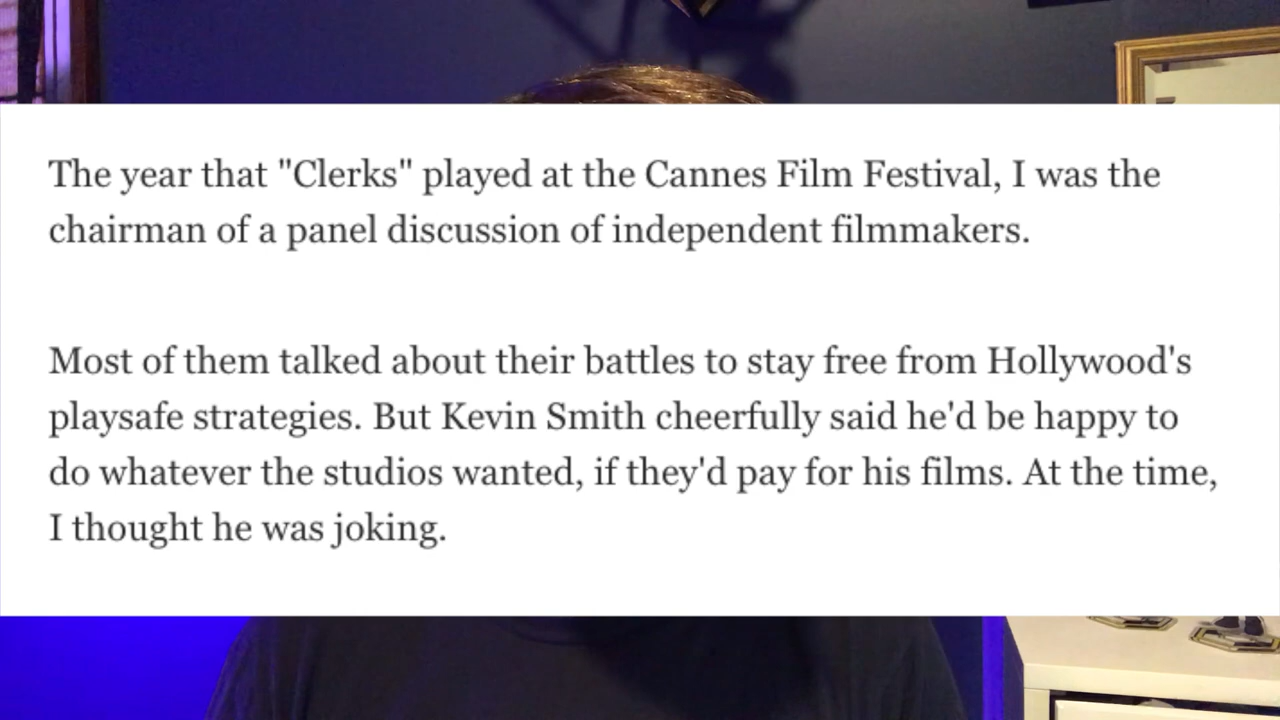 The year that "Clerks" played at the Cannes Film Festival, I was the
chairman of a panel discussion of independent filmmakers.
Most of them talked about their battles to stay free from Hollywood's
playsafe strategies. But Kevin Smith cheerfully said he'd be happy to
do whatever the studios wanted, if they'd pay for his films. At the time,
I thought he was joking.